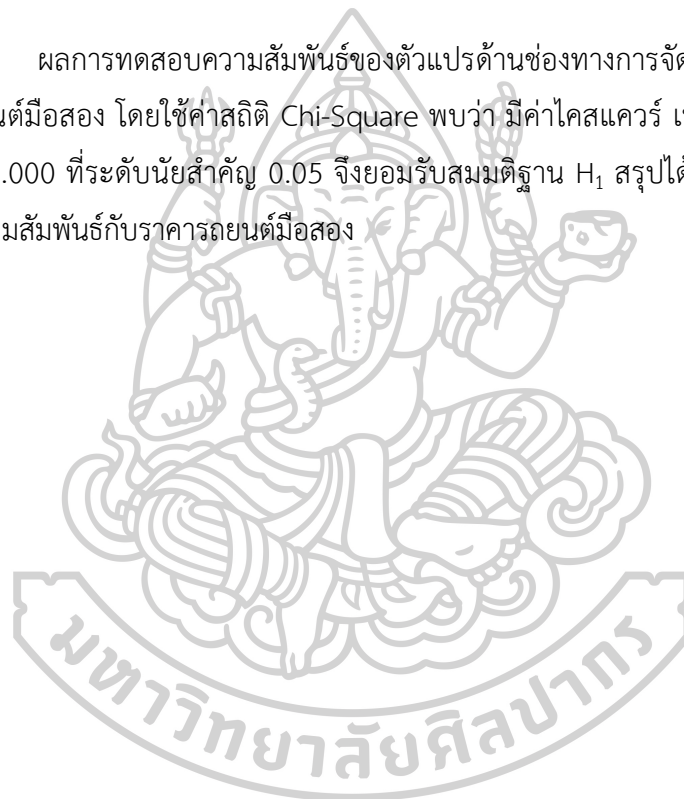 ผลการทดสอบความสัมพันธ์ของตัวแปรด้านช่องทางการจัด
นต์มือสอง โดยใช้ค่าสถิติ Chi-Square พบว่า มีค่าไคสแควร์
.000 ที่ระดับนัยสำคัญ 0.05 จึงยอมรับสมมติฐาน H₁ สรุปได้
มสัมพันธ์กับราคารถยนต์มือสอง
มหาวิทยาลัยศิลปากร